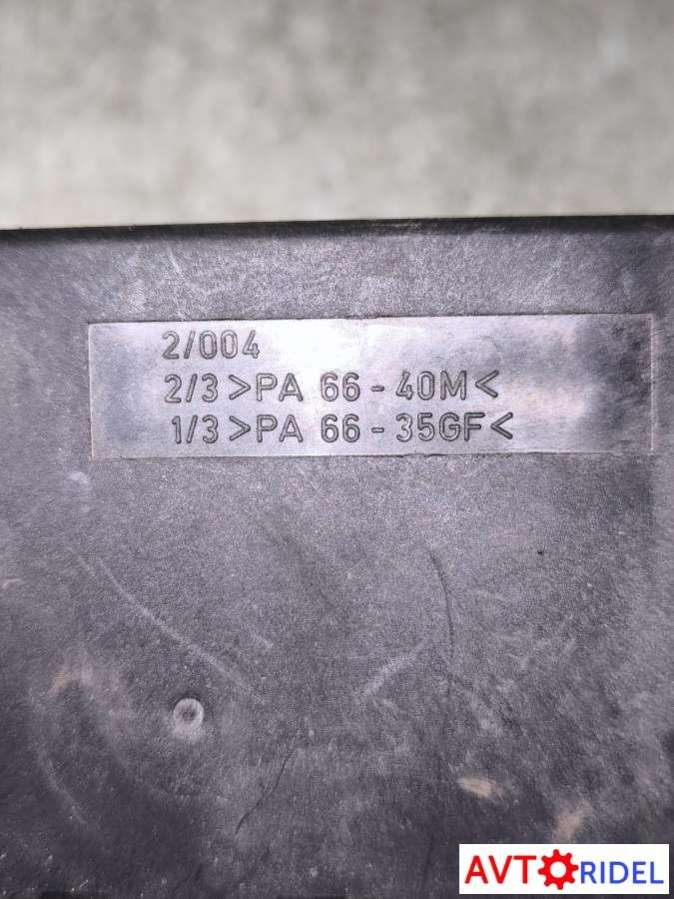 2/004
2/3>PA 66-40M<
1/3>PA 66-35GF<
AVTORIDEL